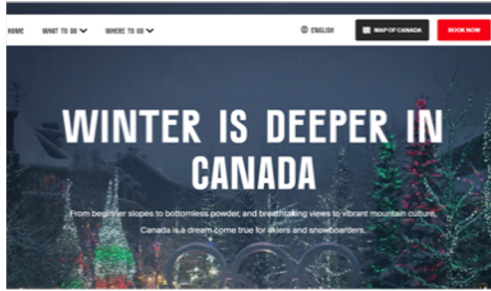 HOME WHAT TO DO WHERE TO GO ENGLISH MAP OF CANADA BOOK NOW
WINTER IS DEEPER IN
CANADA
From beginner slopes to bottomless powder, and breathtaking views to vibrant mountain culture,
Canada is a dream come true for skiers and snowboarders.